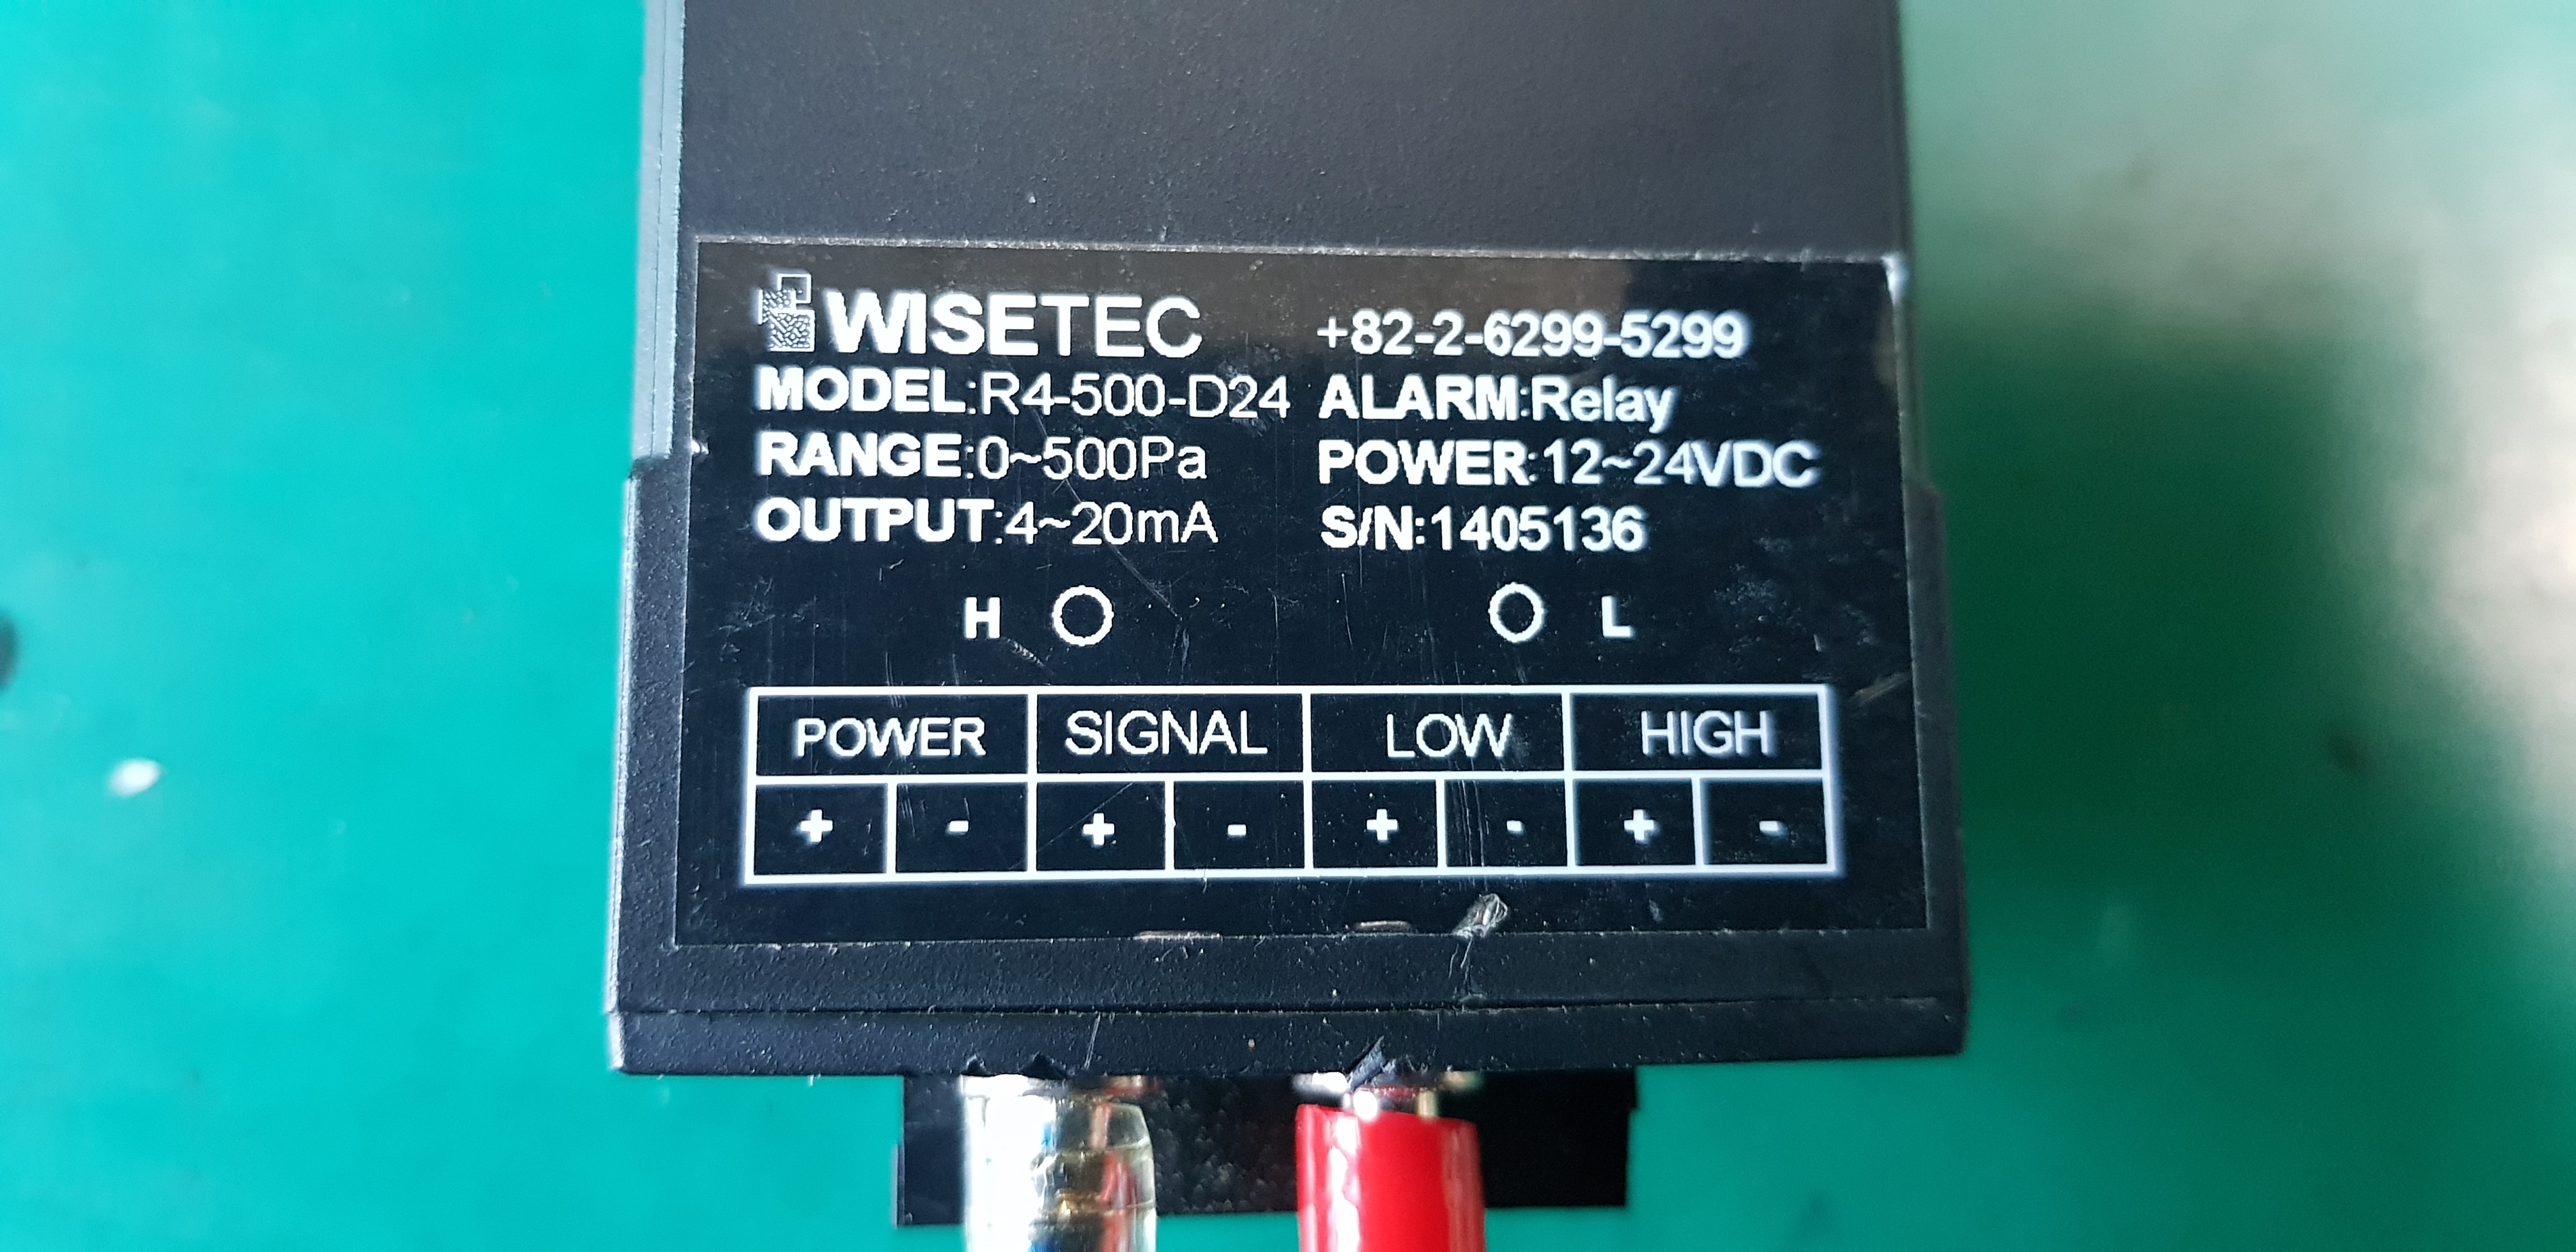 WISETEC +82-2-6299-5299
MODEL:R4-500-D24 ALARM:Relay
RANGE:0~500Pa POWER:12~24VDC
OUTPUT:4~20mA S/N:1405136
H L
POWER SIGNAL LOW HIGH
+ - + - + - + -